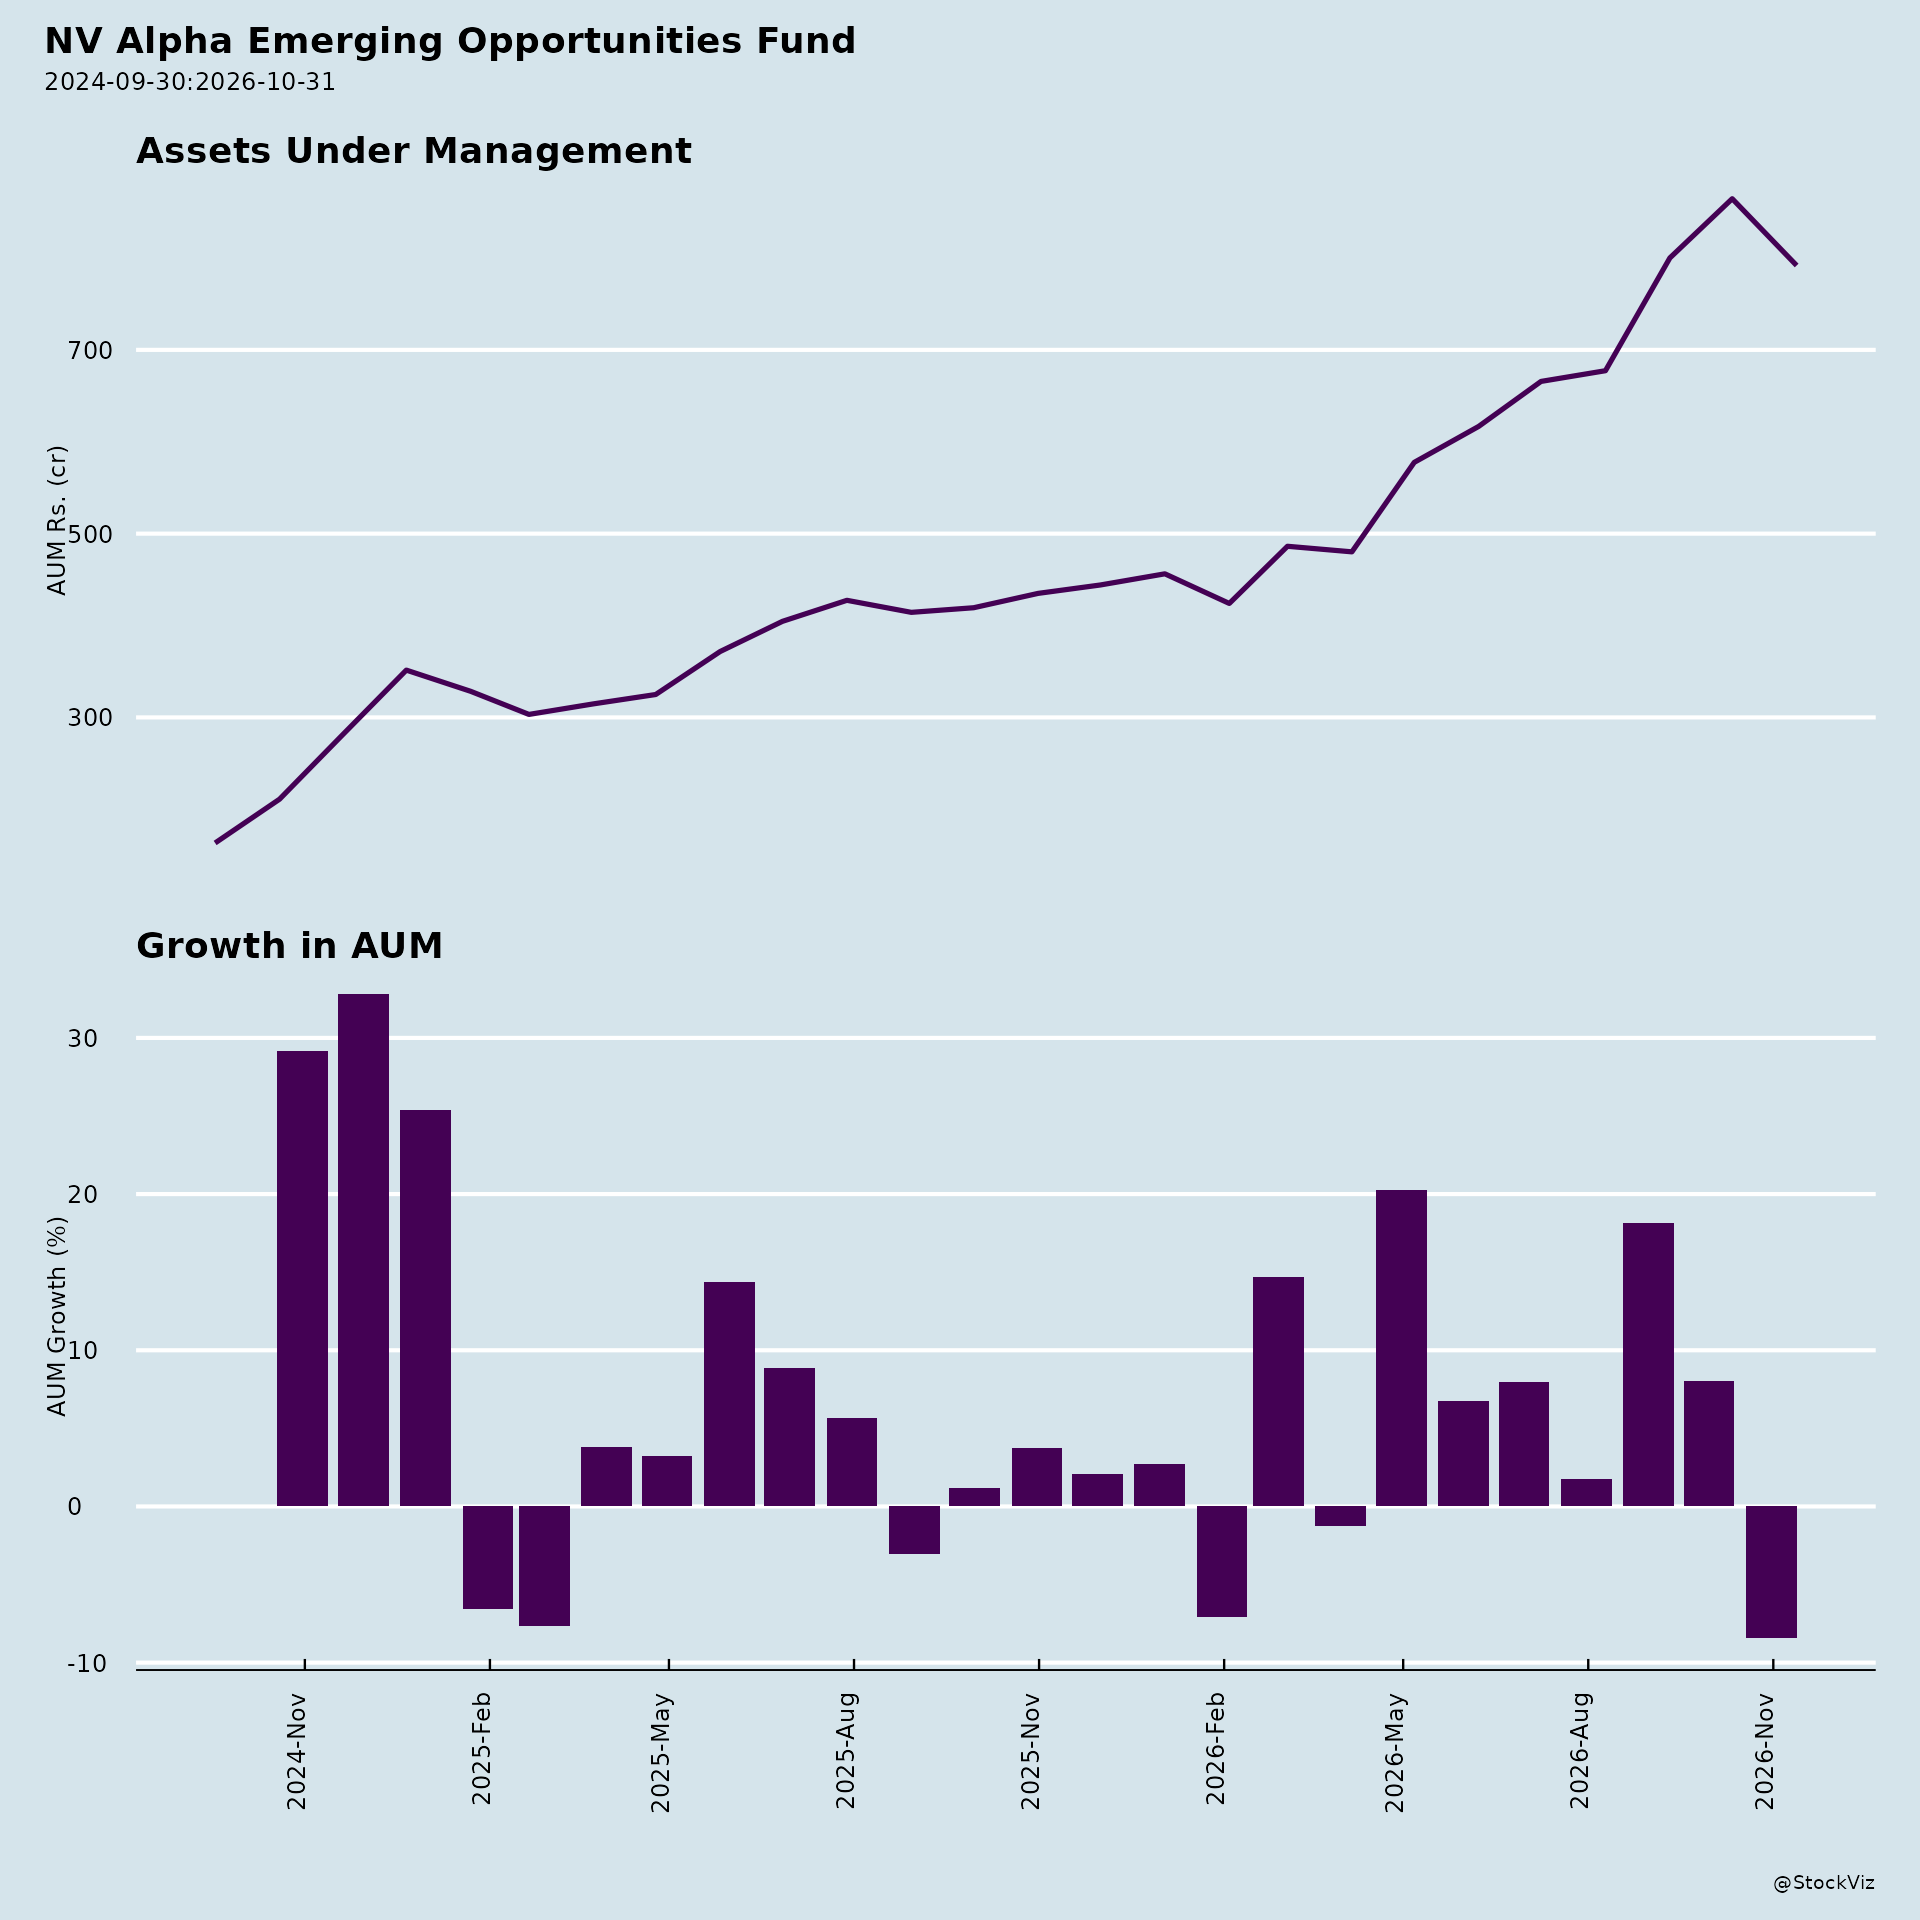 NV Alpha Emerging Opportunities Fund
2024-09-30:2026-10-31
Assets Under Management
AUM Rs. (cr)
700
500
300
Growth in AUM
AUM Growth (%)
30
20
10
0
-10
2024-Nov
2025-Feb
2025-May
2025-Aug
2025-Nov
2026-Feb
2026-May
2026-Aug
2026-Nov
@StockViz